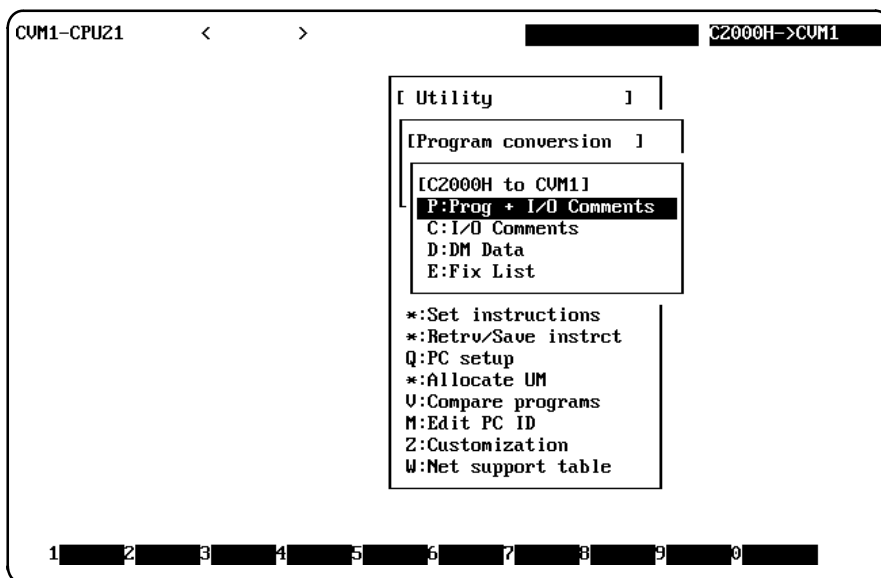 CVM1-CPU21 < > C2000H->CVM1
[ Utility ]
[Program conversion ]
[C2000H to CVM1]
P:Prog + I/O Comments
C:I/O Comments
D:DM Data
E:Fix List
*:Set instructions
*:Retrv/Save instrct
Q:PC setup
*:Allocate UM
V:Compare programs
M:Edit PC ID
Z:Customization
W:Net support table
1 2 3 4 5 6 7 8 9 0